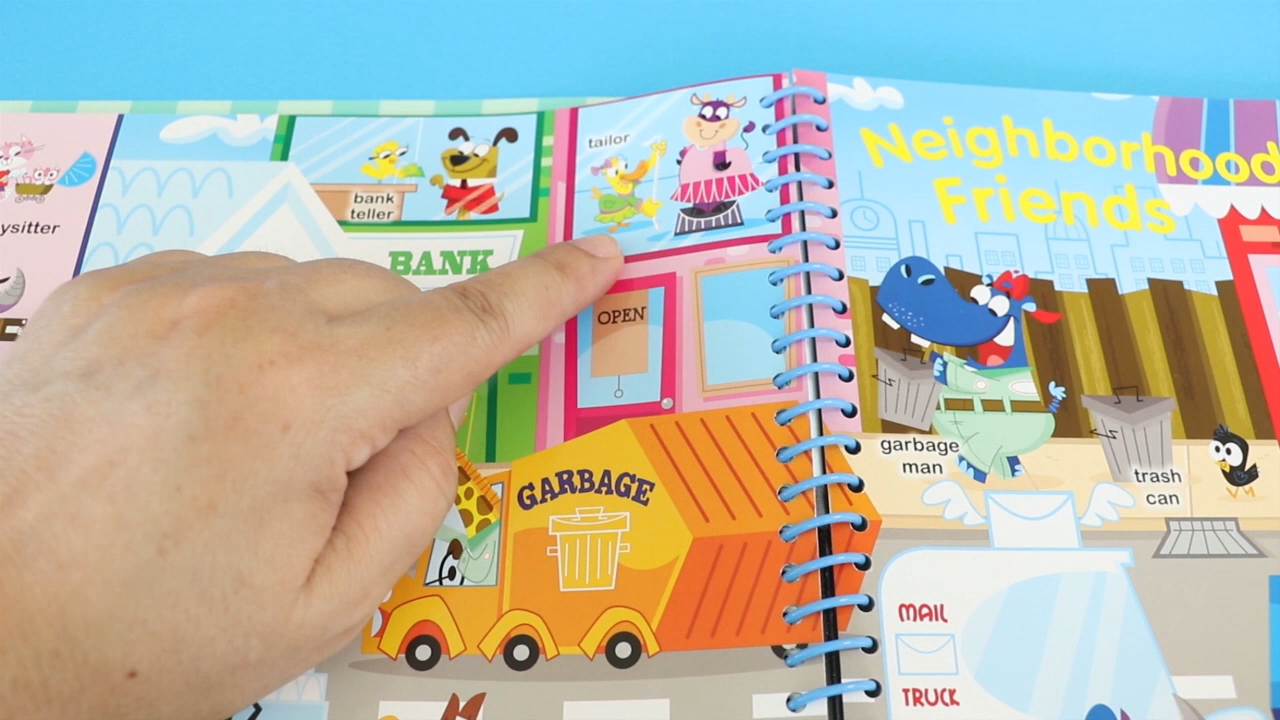 ysitter
bank
teller
BANK
tailor
OPEN
GARBAGE
Neighborhood
Friends
garbage
man
trash
can
MAIL
TRUCK